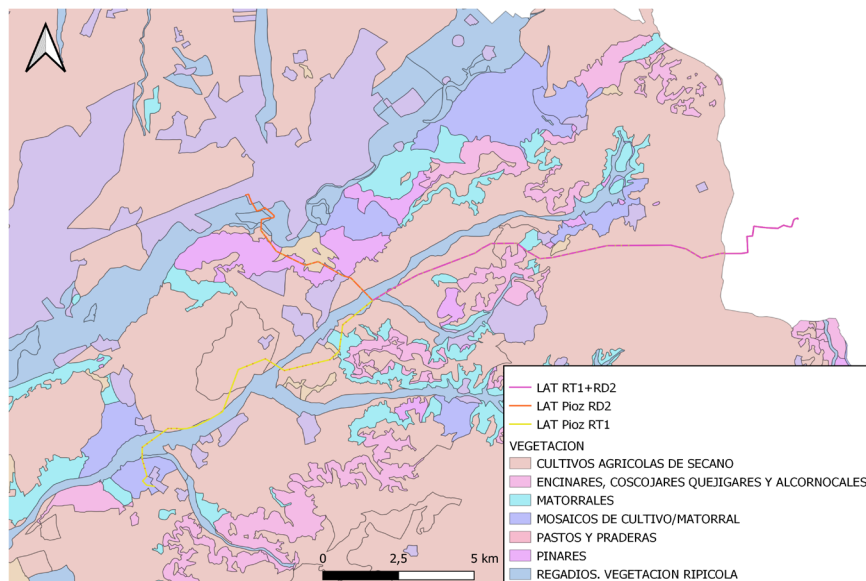 LAT RT1+RD2
LAT Pioz RD2
LAT Pioz RT1
VEGETACION
CULTIVOS AGRICOLAS DE SECANO
ENCINARES, COSCOJARES QUEJIGARES Y ALCORNOCALES
MATORRALES
MOSAICOS DE CULTIVO/MATORRAL
PASTOS Y PRADERAS
PINARES
REGADIOS. VEGETACION RIPICOLA
0 2,5 5 km